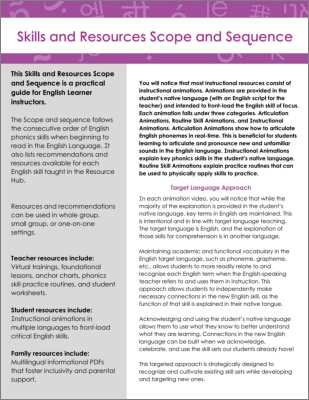 Skills and Resources Scope and Sequence
This Skills and Resources Scope
and Sequence is a practical
guide for English Learner
instructors.
The Scope and sequence follows
the consecutive order of English
phonics skills when beginning to
read in the English Language. It
also lists recommendations and
resources available for each
English skill taught in the Resource
Hub.
Resources and recommendations
can be used in whole group,
small group, or one-on-one
settings.
Teacher resources include:
Virtual trainings, foundational
lessons, anchor charts, phonics
skill practice routines, and student
worksheets.
Student resources include:
Instructional animations in
multiple languages to front-load
critical English skills.
Family resources include:
Multilingual informational PDFs
that foster inclusivity and parental
support.
You will notice that most instructional resources consist of
instructional animations. Animations are provided in the
student's native language (with an English script for the
teacher) and intended to front-load the English skill of focus.
Each animation falls under three categories. Articulation
Animations, Routine Skill Animations, and Instructional
Animations. Articulation Animations show how to articulate
English phonemes in real-time. This is beneficial for students
learning to articulate and pronounce new and unfamiliar
sounds in the English language. Instructional Animations
explain key phonics skills in the student's native language.
Routine Skill Animations explain practice routines that can
be used to physically apply skills to practice.
Target Language Approach
In each animation video, you will notice that while the
majority of the explanation is provided in the student's
native language, key terms in English are maintained. This
is intentional and in line with target language teaching.
The target language is English, and the explanation of
those skills for comprehension is in another language.
Maintaining academic and functional vocabulary in the
English target language, such as phoneme, grapheme,
etc., allows students to more readily relate to and
recognize each English term when the English-speaking
teacher refers to and uses them in instruction. This
approach allows students to independently make
necessary connections in the new English skill, as the
function of that skill is explained in their native tongue.
Acknowledging and using the student's native language
allows them to use what they know to better understand
what they are learning. Connections in the new English
language can be built when we acknowledge,
celebrate, and use the skill sets our students already have!
This targeted approach is strategically designed to
recognize and cultivate existing skill sets while developing
and targeting new ones.